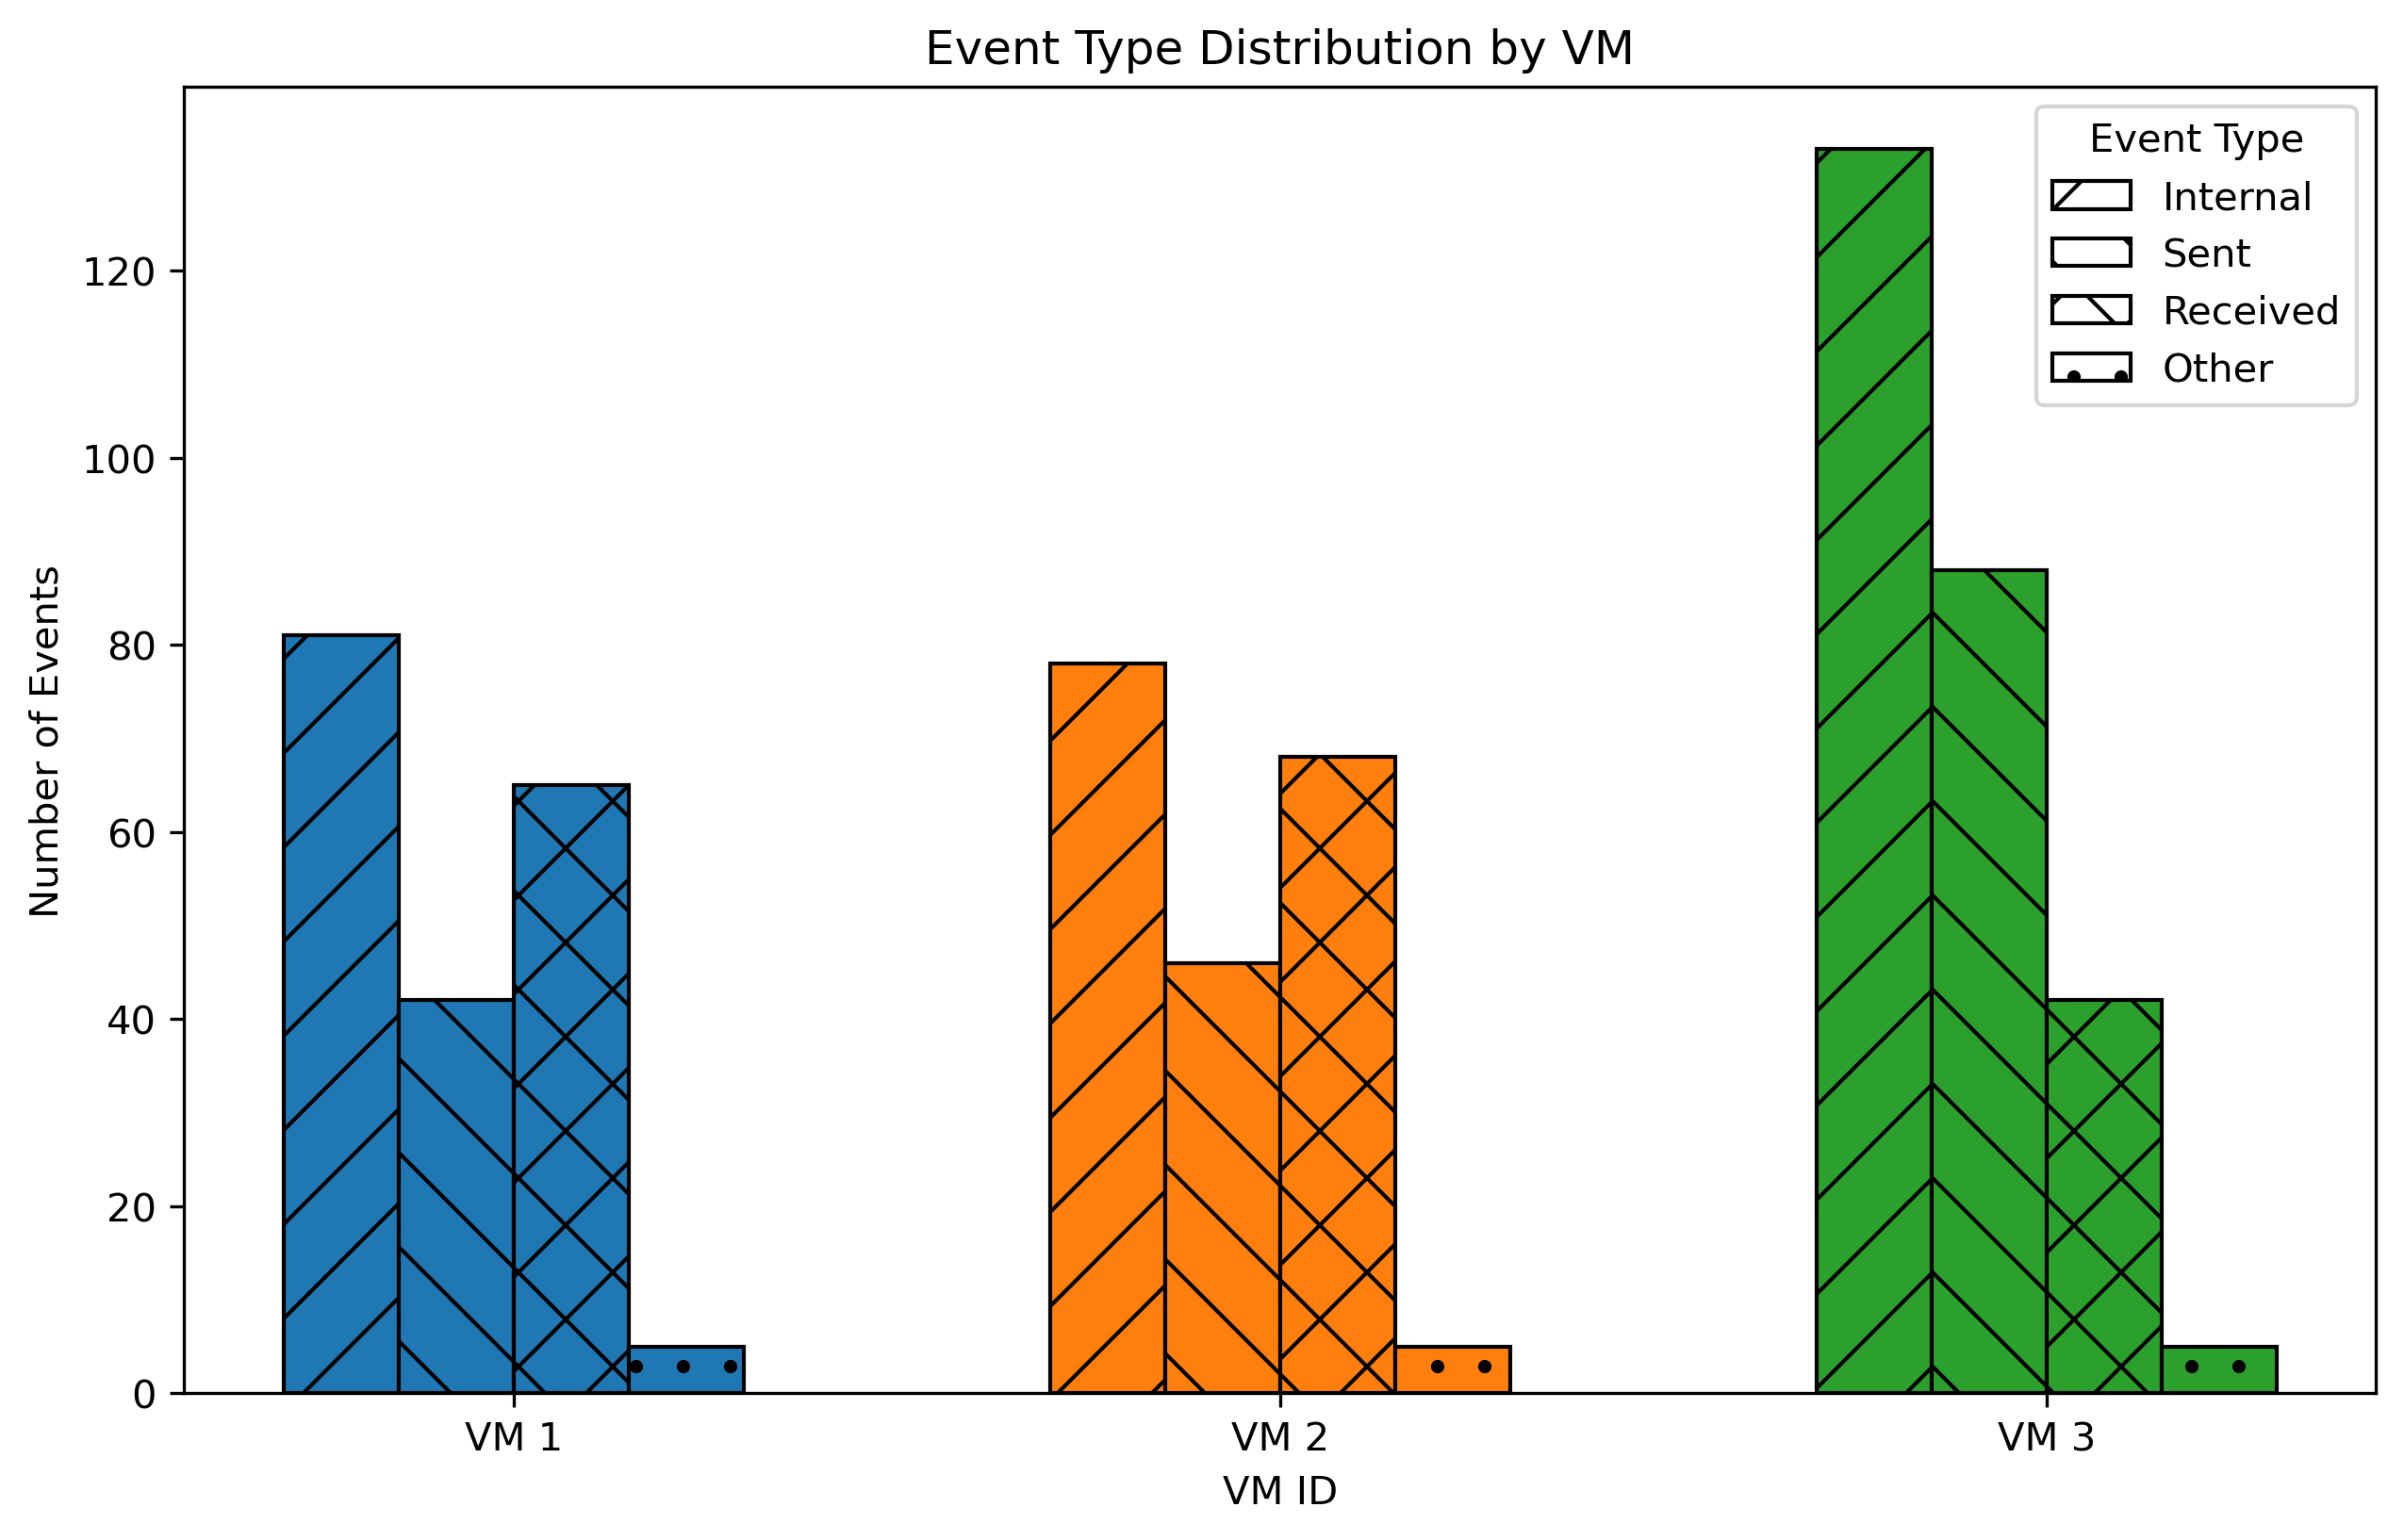 Event Type Distribution by VM
Event Type
Internal
Sent
Received
Other
Number of Events
120
100
80
60
40
20
0
VM 1
VM 2
VM 3
VM ID